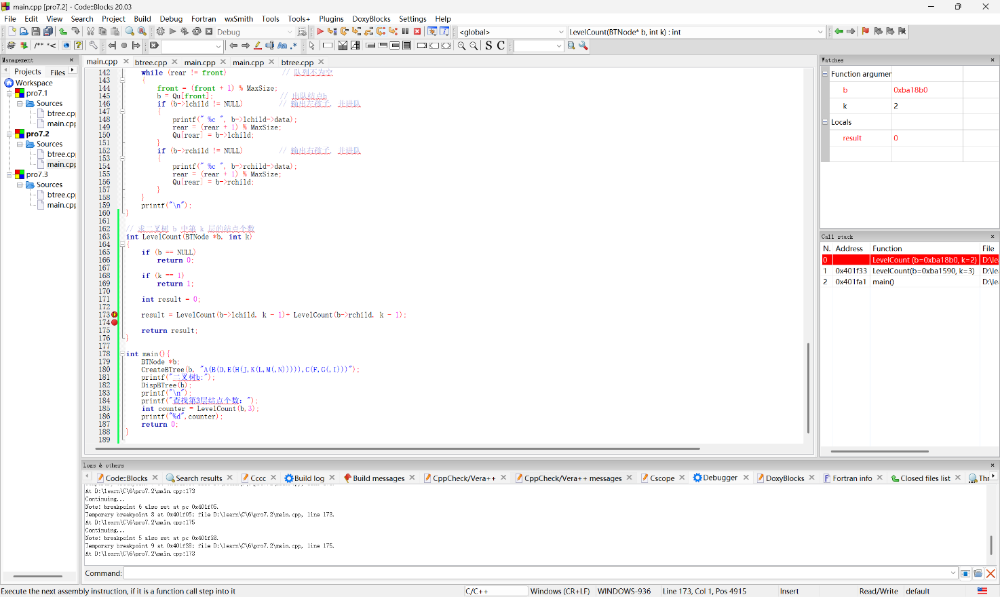 main.cpp [pro7.2] - Code::Blocks 20.03
File Edit View Search Project Build Debug Fortran wxSmith Tools Tools+ Plugins DoxyBlocks Settings Help
Debug
<global>
LevelCount(BTNode* b, int k) : int
/** *<
S C
Management
Projects Files
Workspace
pro7.1
Sources
btree.cpp
main.cpp
pro7.2
Sources
btree.cpp
main.cpp
pro7.3
Sources
btree.cpp
main.cpp
main.cpp btree.cpp main.cpp main.cpp btree.cpp
142 while (rear != front) // 队列不为空
143 {
144 front = (front + 1) % MaxSize;
145 b = Qu[front]; // 出队结点b
146 if (b->lchild != NULL) // 输出左孩子, 并进队
147 {
148 printf(" %c ", b->lchild->data);
149 rear = (rear + 1) % MaxSize;
150 Qu[rear] = b->lchild;
151 }
152 if (b->rchild != NULL) // 输出右孩子, 并进队
153 {
154 printf(" %c ", b->rchild->data);
155 rear = (rear + 1) % MaxSize;
156 Qu[rear] = b->rchild;
157 }
158 }
159 printf("\n");
160 }
161
162 // 求二叉树 b 中第 k 层的结点个数
163 int LevelCount(BTNode *b, int k)
164 {
165 if (b == NULL)
166 return 0;
167
168 if (k == 1)
169 return 1;
170
171 int result = 0;
172
173 result = LevelCount(b->lchild, k - 1)+ LevelCount(b->rchild, k - 1);
174
175 return result;
176 }
177
178 int main(){
179 BTNode *b;
180 CreateBTree(b, "A(B(D,E(H(J,K(L,M(,N))))),C(F,G(,I)))");
181 printf("二叉树b:");
182 DispBTree(b);
183 printf("\n");
184 printf("查找第3层结点个数: ");
185 int counter = LevelCount(b,3);
186 printf("%d",counter);
187 return 0;
188 }
189
Watches
Function argumen
b 0xba18b0
k 2
Locals
result 0
Call stack
N. Address Function File
0 LevelCount (b=0xba18b0, k=2) D:\le
1 0x401f33 LevelCount(b=0xba1590, k=3) D:\le
2 0x401fa1 main() D:\le
Logs & others
Code::Blocks Search results Cccc Build log Build messages CppCheck/Vera++ CppCheck/Vera++ messages Cscope Debugger DoxyBlocks Fortran info Closed files list Thr
At D:\learn\C\6\pro7.2\main.cpp:173
Continuing...
Note: breakpoint 6 also set at pc 0x401f05.
Temporary breakpoint 8 at 0x401f05: file D:\learn\C\6\pro7.2\main.cpp, line 173.
At D:\learn\C\6\pro7.2\main.cpp:175
Continuing...
Note: breakpoint 5 also set at pc 0x401f38.
Temporary breakpoint 9 at 0x401f38: file D:\learn\C\6\pro7.2\main.cpp, line 175.
At D:\learn\C\6\pro7.2\main.cpp:173
Command:
Execute the next assembly instruction, if it is a function call step into it C/C++ Windows (CR+LF) WINDOWS-936 Line 173, Col 1, Pos 4915 Insert Read/Write default